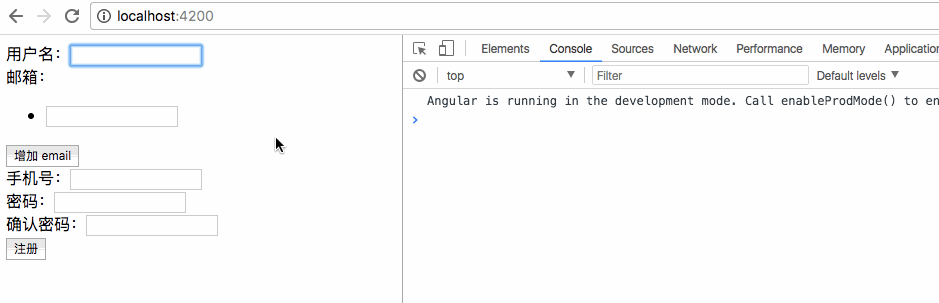 localhost:4200
用户名：
邮箱：
增加 email
手机号：
密码：
确认密码：
注册
Elements Console Sources Network Performance Memory Application
top Filter Default levels
Angular is running in the development mode. Call enableProdMode() to en